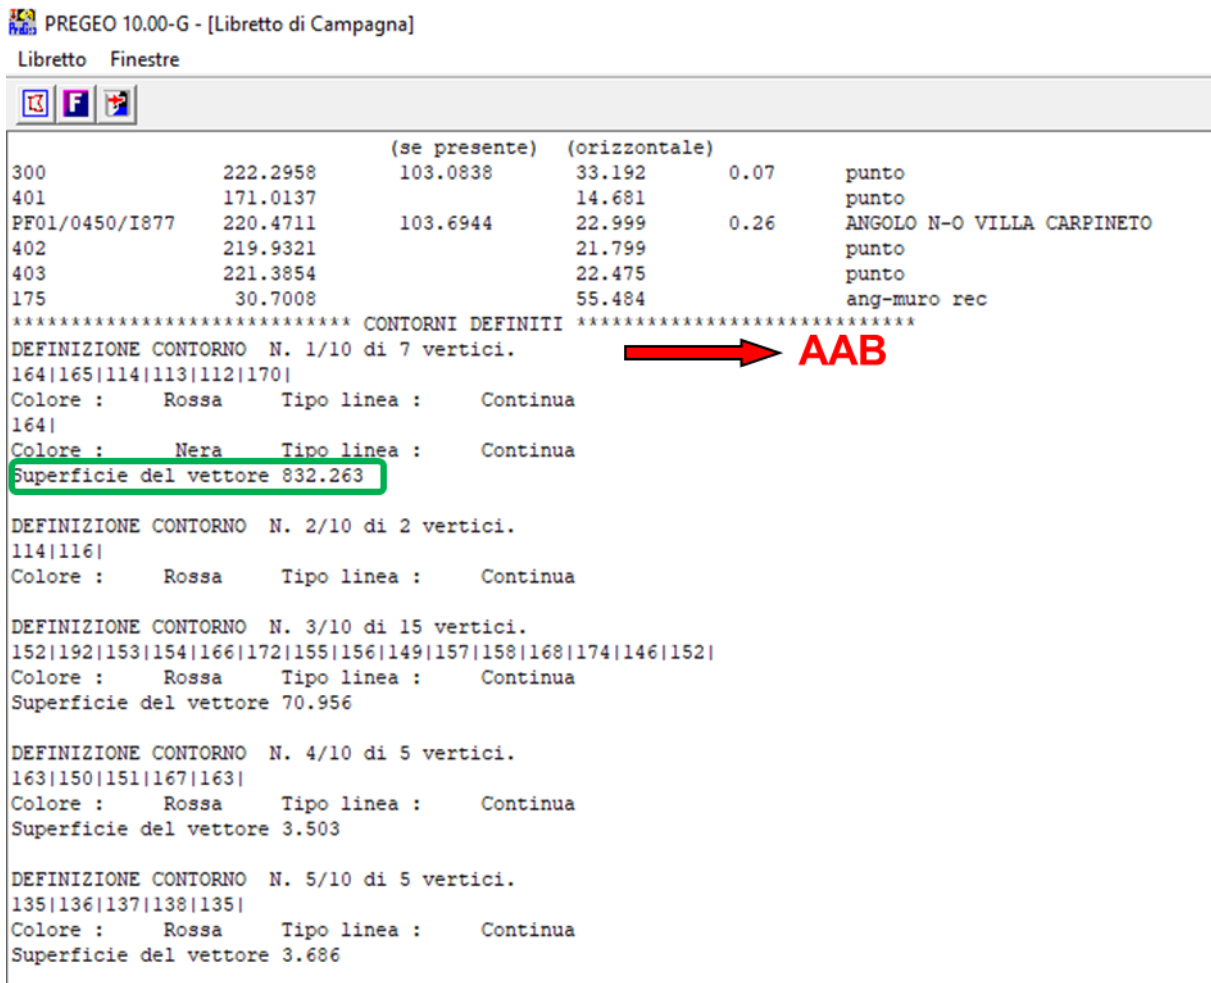 PREGEO 10.00-G - [Libretto di Campagna]
Libretto Finestre
F
(se presente) (orizzontale)
300 222.2958 103.0838 33.192 0.07 punto
401 171.0137 14.681 punto
PF01/0450/I877 220.4711 103.6944 22.999 0.26 ANGOLO N-O VILLA CARPINETO
402 219.9321 21.799 punto
403 221.3854 22.475 punto
175 30.7008 55.484 ang-muro rec
***************************** CONTORNI DEFINITI *****************************
DEFINIZIONE CONTORNO N. 1/10 di 7 vertici. AAB
164|165|114|113|112|170|
Colore : Rossa Tipo linea : Continua
164|
Colore : Nera Tipo linea : Continua
Superficie del vettore 832.263
DEFINIZIONE CONTORNO N. 2/10 di 2 vertici.
114|116|
Colore : Rossa Tipo linea : Continua
DEFINIZIONE CONTORNO N. 3/10 di 15 vertici.
152|192|153|154|166|172|155|156|149|157|158|168|174|146|152|
Colore : Rossa Tipo linea : Continua
Superficie del vettore 70.956
DEFINIZIONE CONTORNO N. 4/10 di 5 vertici.
163|150|151|167|163|
Colore : Rossa Tipo linea : Continua
Superficie del vettore 3.503
DEFINIZIONE CONTORNO N. 5/10 di 5 vertici.
135|136|137|138|135|
Colore : Rossa Tipo linea : Continua
Superficie del vettore 3.686